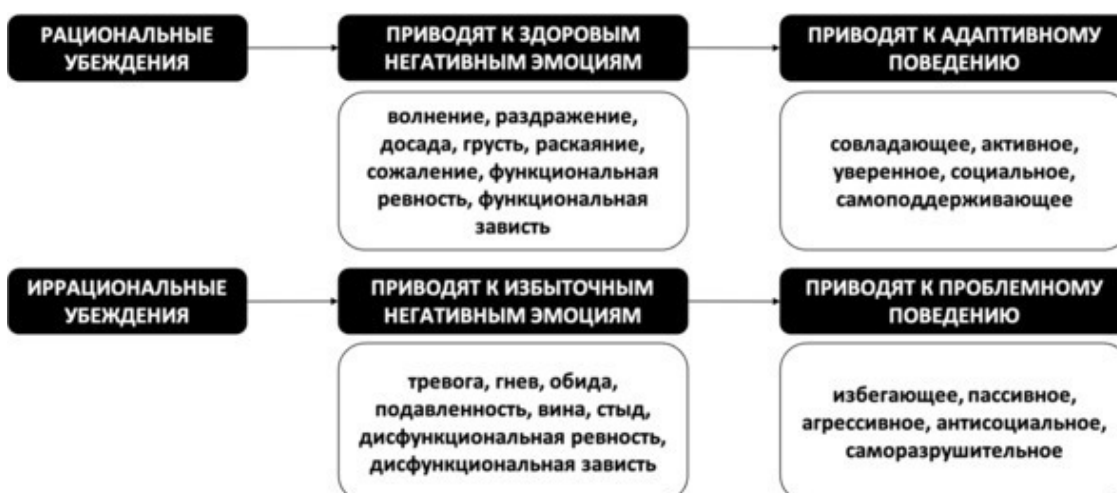 РАЦИОНАЛЬНЫЕ
УБЕЖДЕНИЯ
ПРИВОДЯТ К ЗДОРОВЫМ
НЕГАТИВНЫМ ЭМОЦИЯМ
ПРИВОДЯТ К АДАПТИВНОМУ
ПОВЕДЕНИЮ
волнение, раздражение,
досада, грусть, раскаяние,
сожаление, функциональная
ревность, функциональная
зависть
совладающее, активное,
уверенное, социальное,
самоподдерживающее
ИРРАЦИОНАЛЬНЫЕ
УБЕЖДЕНИЯ
ПРИВОДЯТ К ИЗБЫТОЧНЫМ
НЕГАТИВНЫМ ЭМОЦИЯМ
ПРИВОДЯТ К ПРОБЛЕМНОМУ
ПОВЕДЕНИЮ
тревога, гнев, обида,
подавленность, вина, стыд,
дисфункциональная ревность,
дисфункциональная зависть
избегающее, пассивное,
агрессивное, антисоциальное,
саморазрушительное